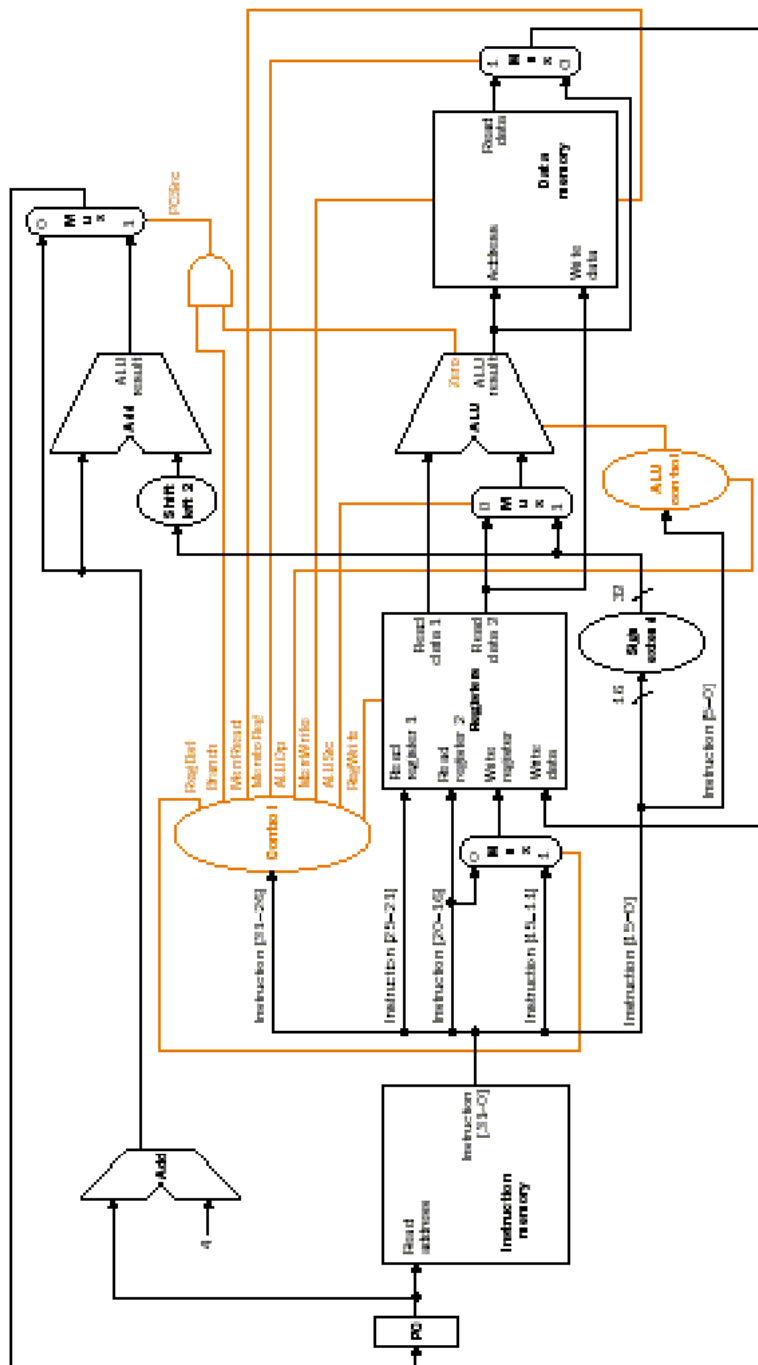 PC
Add
4
Read
address
Instruction
[31–0]
Instruction
memory
Instruction [31–26]
Instruction [25–21]
Instruction [20–16]
Instruction [15–11]
Instruction [15–0]
Instruction [5–0]
Control
RegDst
Branch
MemRead
MemtoReg
ALUOp
MemWrite
ALUSrc
RegWrite
0
M
u
x
1
Read
register 1
Read
register 2
Write
register
Write
data
Registers
Read
data 1
Read
data 2
16
Sign
extend
32
Shift
left 2
Add
ALU
result
0
M
u
x
1
ALU
control
Zero
ALU
ALU
result
0
M
u
x
1
PCSrc
Address
Write
data
Read
data
Data
memory
1
M
u
x
0